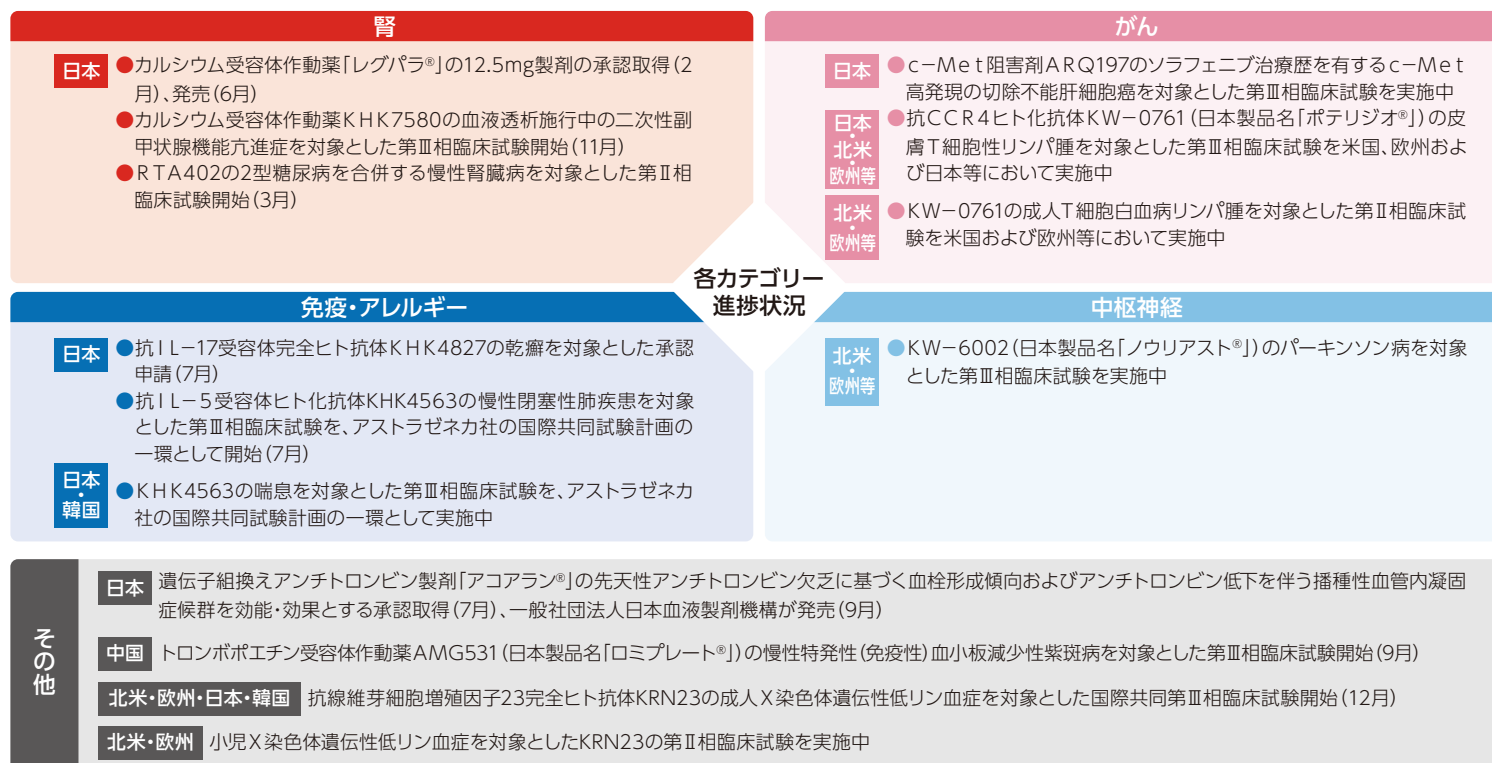 腎
日本
●カルシウム受容体作動薬「レグパラ®」の12.5mg製剤の承認取得(2
月)、発売(6月)
●カルシウム受容体作動薬KHK7580の血液透析施行中の二次性副
甲状腺機能亢進症を対象とした第Ⅲ相臨床試験開始(11月)
●RTA402の2型糖尿病を合併する慢性腎臓病を対象とした第Ⅱ相
臨床試験開始(3月)
がん
日本
●c－Met阻害剤ARQ197のソラフェニブ治療歴を有するc－Met
高発現の切除不能肝細胞癌を対象とした第Ⅲ相臨床試験を実施中
日本
・
北米
・
欧州等
●抗CCR4ヒト化抗体KW－0761(日本製品名「ポテリジオ®」)の皮
膚T細胞性リンパ腫を対象とした第Ⅲ相臨床試験を米国、欧州およ
び日本等において実施中
北米
・
欧州等
●KW－0761の成人T細胞白血病リンパ腫を対象とした第Ⅱ相臨床試
験を米国および欧州等において実施中
各カテゴリー
進捗状況
免疫・アレルギー
日本
●抗IL－17受容体完全ヒト抗体KHK4827の乾癬を対象とした承認
申請(7月)
●抗IL－5受容体ヒト化抗体KHK4563の慢性閉塞性肺疾患を対象
とした第Ⅲ相臨床試験を、アストラゼネカ社の国際共同試験計画の
一環として開始(7月)
日本
・
韓国
●KHK4563の喘息を対象とした第Ⅲ相臨床試験を、アストラゼネカ
社の国際共同試験計画の一環として実施中
中枢神経
北米
・
欧州等
●KW－6002(日本製品名「ノウリアスト®」)のパーキンソン病を対象
とした第Ⅲ相臨床試験を実施中
その他
日本 遺伝子組換えアンチトロンビン製剤「アコアラン®」の先天性アンチトロンビン欠乏に基づく血栓形成傾向およびアンチトロンビン低下を伴う播種性血管内凝固
症候群を効能・効果とする承認取得(7月)、一般社団法人日本血液製剤機構が発売(9月)
中国 トロンボポエチン受容体作動薬AMG531(日本製品名「ロミプレート®」)の慢性特発性(免疫性)血小板減少性紫斑病を対象とした第Ⅲ相臨床試験開始(9月)
北米・欧州・日本・韓国 抗線維芽細胞増殖因子23完全ヒト抗体KRN23の成人X染色体遺伝性低リン血症を対象とした国際共同第Ⅲ相臨床試験開始(12月)
北米・欧州 小児X染色体遺伝性低リン血症を対象としたKRN23の第Ⅱ相臨床試験を実施中